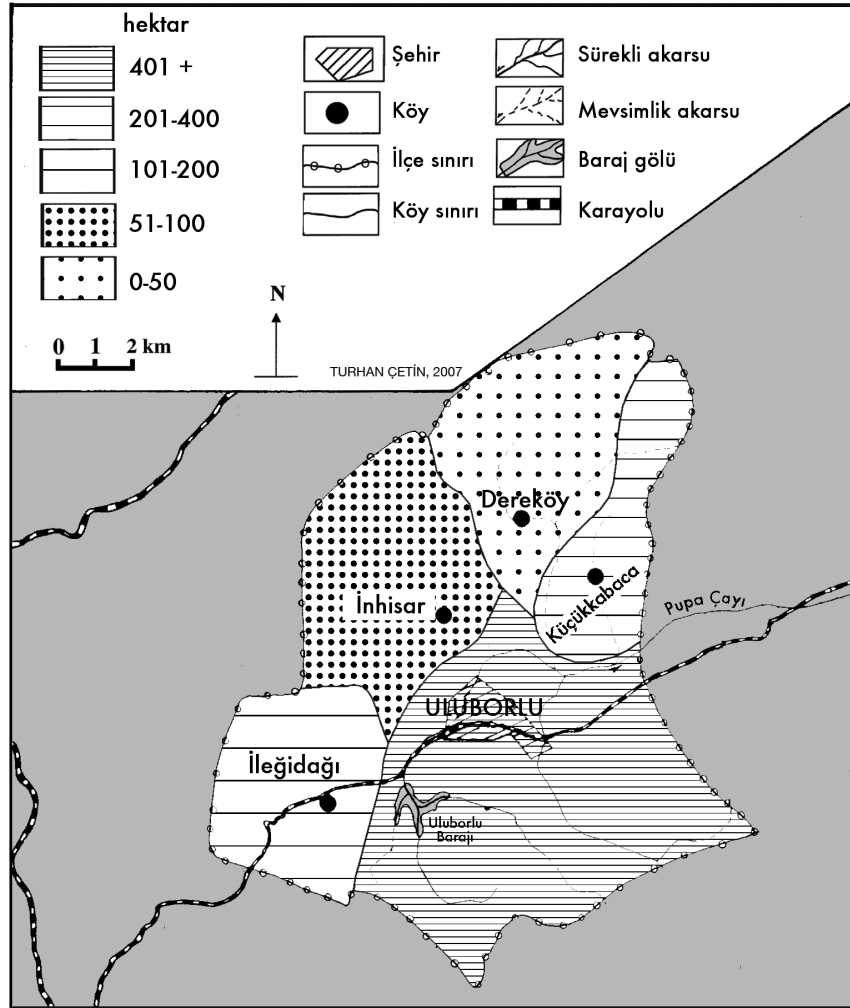 hektar
401 +
201-400
101-200
51-100
0-50
Şehir
Köy
İlçe sınırı
Köy sınırı
Sürekli akarsu
Mevsimlik akarsu
Baraj gölü
Karayolu
0 1 2 km
N
TURHAN ÇETİN, 2007
Dereköy
İnhisar
Küçükkabaca
Pupa Çayı
ULUBORLU
İleğidağı
Uluborlu
Barajı